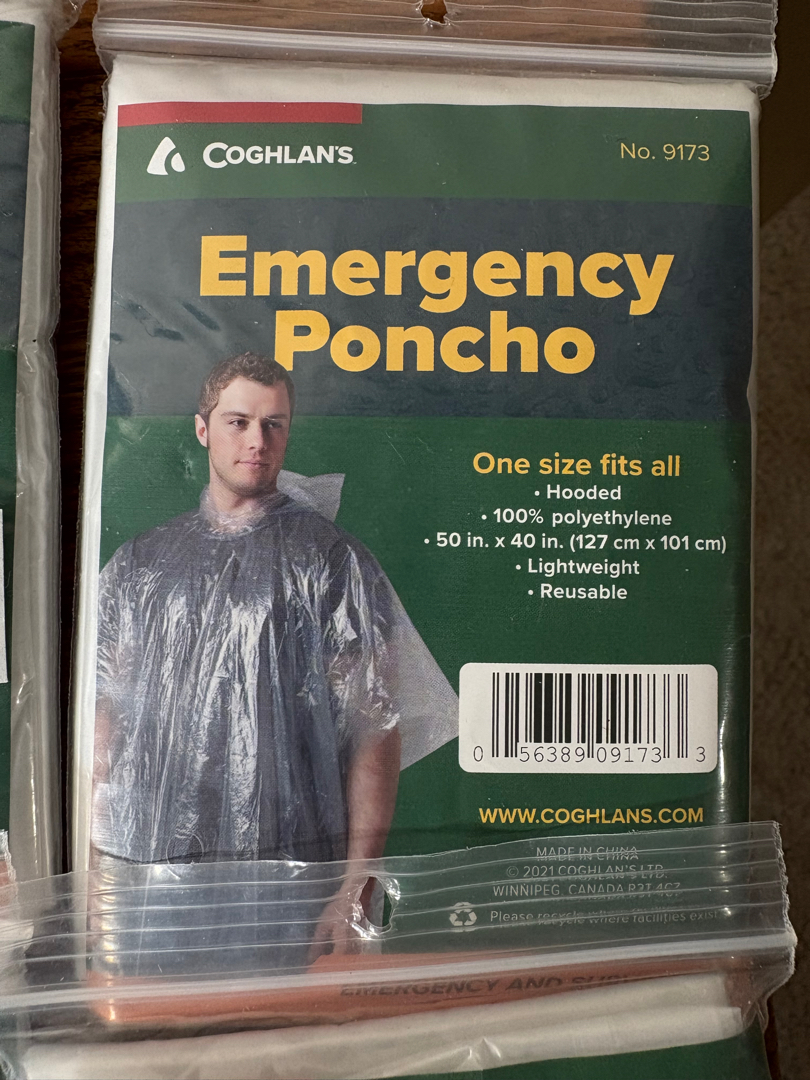 COGHLAN'S
No. 9173
Emergency
Poncho
One size fits all
• Hooded
• 100% polyethylene
• 50 in. x 40 in. (127 cm x 101 cm)
• Lightweight
• Reusable
0 56389 09173 3
WWW.COGHLANS.COM
MADE IN CHINA
© 2021 COGHLAN'S LTD.
WINNIPEG, CANADA R3T 4G7
Please recycle where facilities exist
EMERGENCY AND